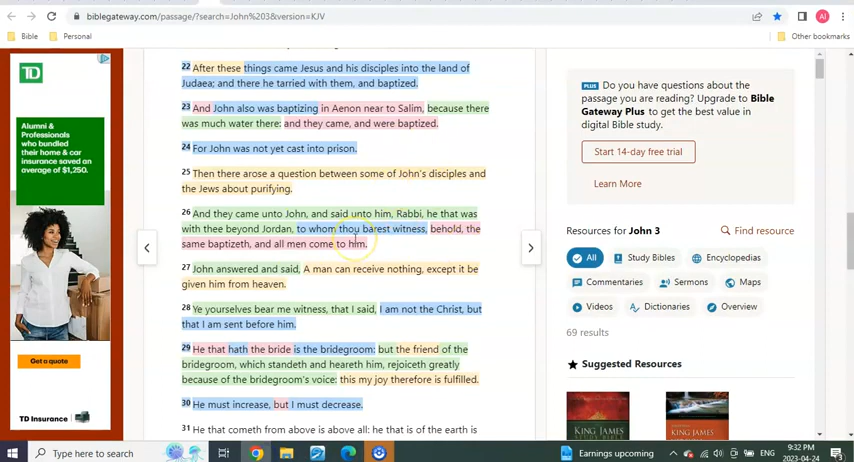 biblegateway.com/passage/?search=John%203&version=KJV
AI
Bible
Personal
Other bookmarks
TD
Alumni &
Professionals
who bundled
their home & car
insurance saved an
average of $1,250.
Get a quote
TD Insurance
22 After these things came Jesus and his disciples into the land of
Judaea; and there he tarried with them, and baptized.
23 And John also was baptizing in Aenon near to Salim, because there
was much water there: and they came, and were baptized.
24 For John was not yet cast into prison.
25 Then there arose a question between some of John's disciples and
the Jews about purifying.
26 And they came unto John, and said unto him, Rabbi, he that was
with thee beyond Jordan, to whom thou barest witness, behold, the
same baptizeth, and all men come to him.
27 John answered and said, A man can receive nothing, except it be
given him from heaven.
28 Ye yourselves bear me witness, that I said, I am not the Christ, but
that I am sent before him.
29 He that hath the bride is the bridegroom: but the friend of the
bridegroom, which standeth and heareth him, rejoiceth greatly
because of the bridegroom's voice: this my joy therefore is fulfilled.
30 He must increase, but I must decrease.
31 He that cometh from above is above all: he that is of the earth is
PLUS Do you have questions about the
passage you are reading? Upgrade to Bible
Gateway Plus to get the best value in
digital Bible study.
Start 14-day free trial
Learn More
Resources for John 3
Find resource
All
Study Bibles
Encyclopedias
Commentaries
Sermons
Maps
Videos
Dictionaries
Overview
69 results
Suggested Resources
KING JAMES
KING JAMES
Type here to search
Earnings upcoming
ENG
9:32 PM
2023-04-24
3